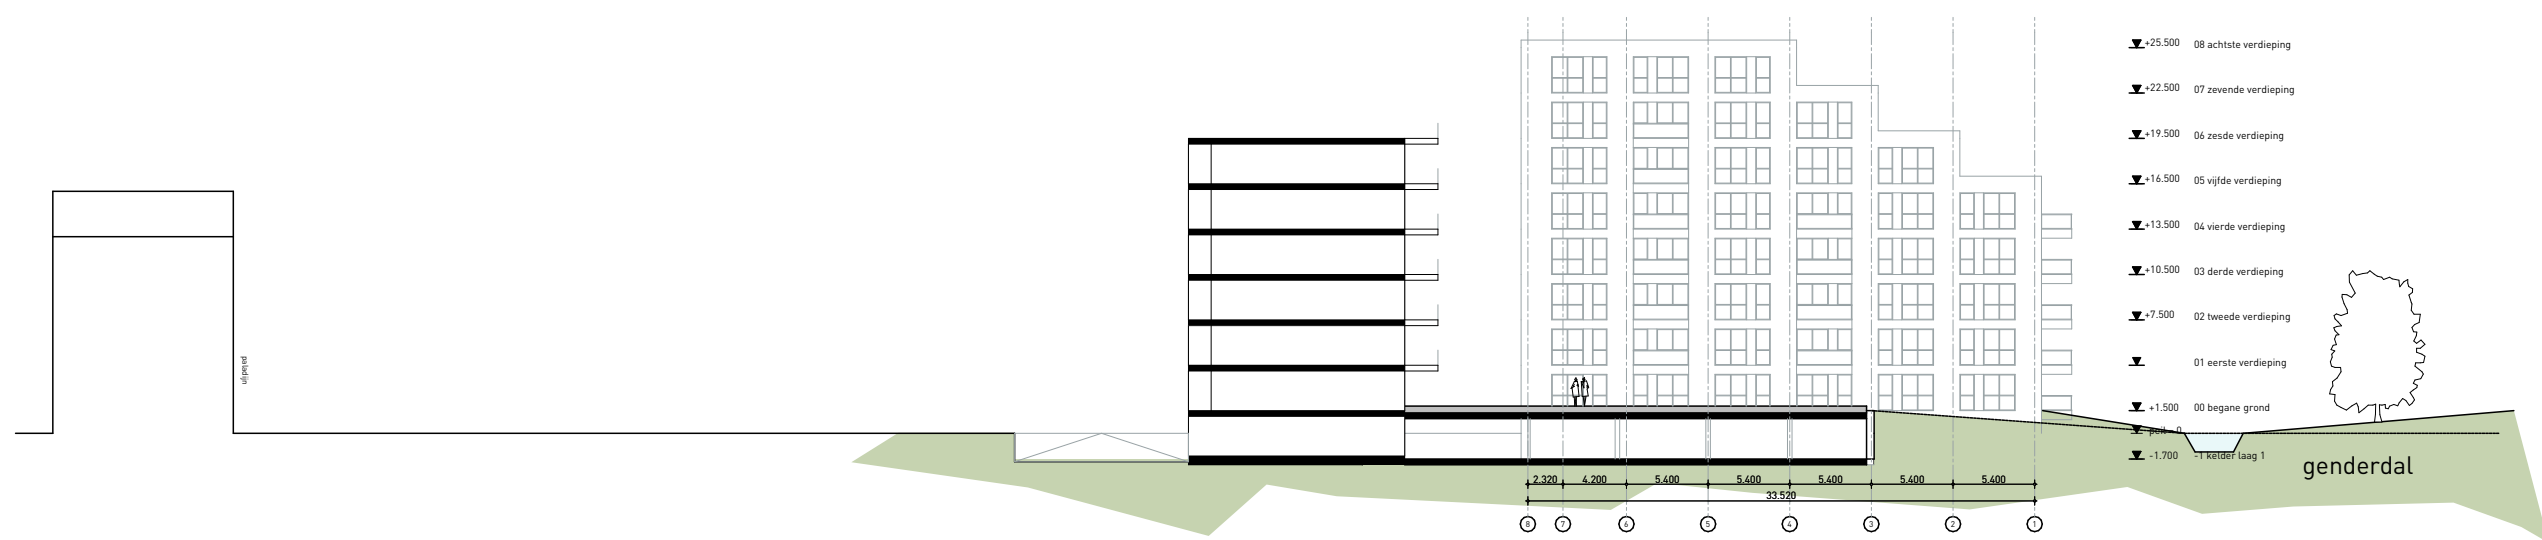 +25.500 08 achtste verdieping
+22.500 07 zevende verdieping
+19.500 06 zesde verdieping
+16.500 05 vijfde verdieping
+13.500 04 vierde verdieping
+10.500 03 derde verdieping
+7.500 02 tweede verdieping
01 eerste verdieping
paladijn
+1.500 00 begane grond
peil = 0
-1.700 -1 kelder laag 1
genderdal
2.320 4.200 5.400 5.400 5.400 5.400 5.400
33.520
8 7 6 5 4 3 2 1